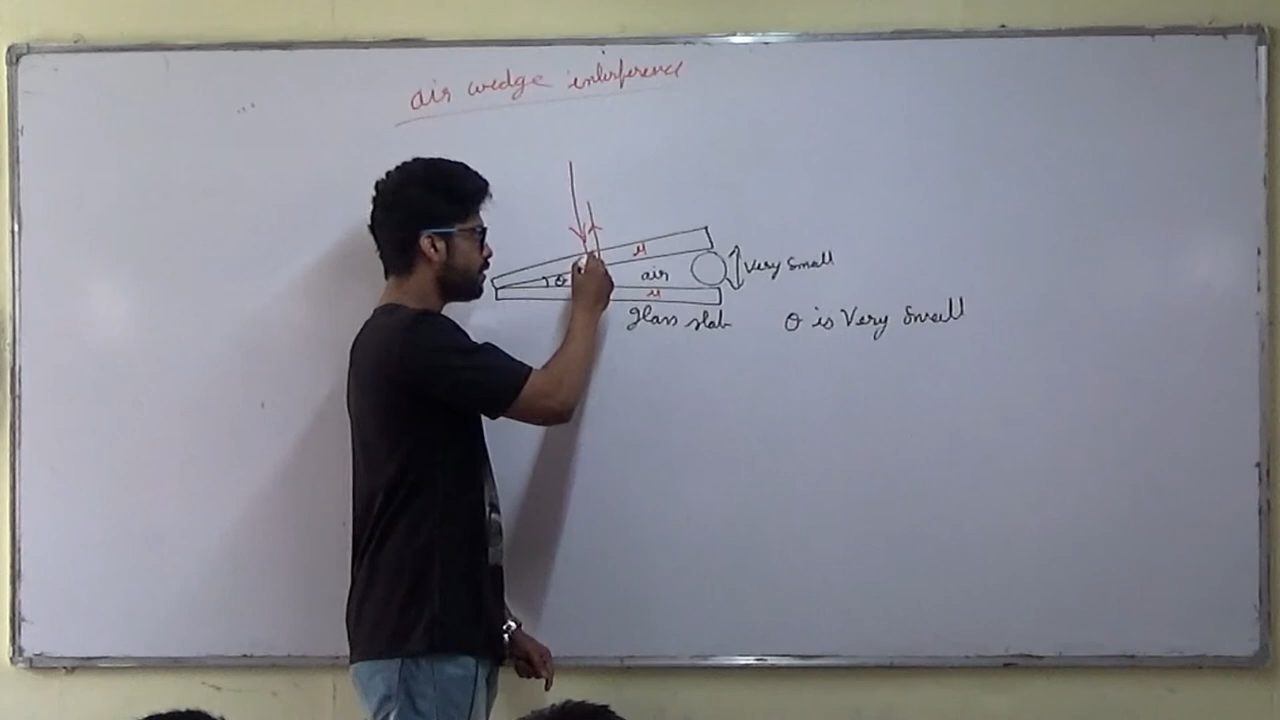 air wedge interference
μ
θ air Very Small
μ
glass slab θ is Very Small